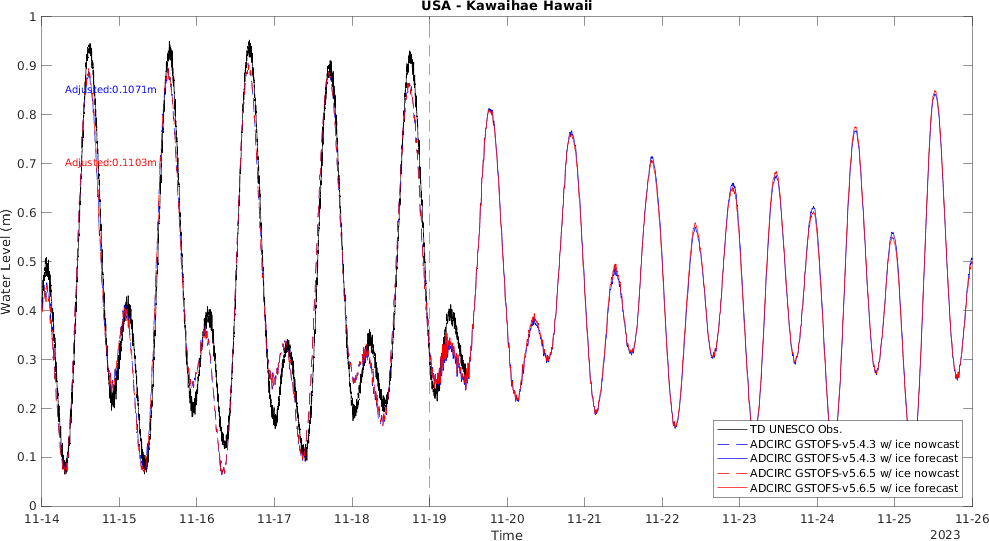 USA - Kawaihae Hawaii
1
0.9
0.8
0.7
0.6
0.5
0.4
0.3
0.2
0.1
0
Water Level (m)
Adjusted:0.1071m
Adjusted:0.1103m
TD UNESCO Obs.
ADCIRC GSTOFS-v5.4.3 w/ ice nowcast
ADCIRC GSTOFS-v5.4.3 w/ ice forecast
ADCIRC GSTOFS-v5.6.5 w/ ice nowcast
ADCIRC GSTOFS-v5.6.5 w/ ice forecast
11-14 11-15 11-16 11-17 11-18 11-19 11-20 11-21 11-22 11-23 11-24 11-25 11-26
Time
2023